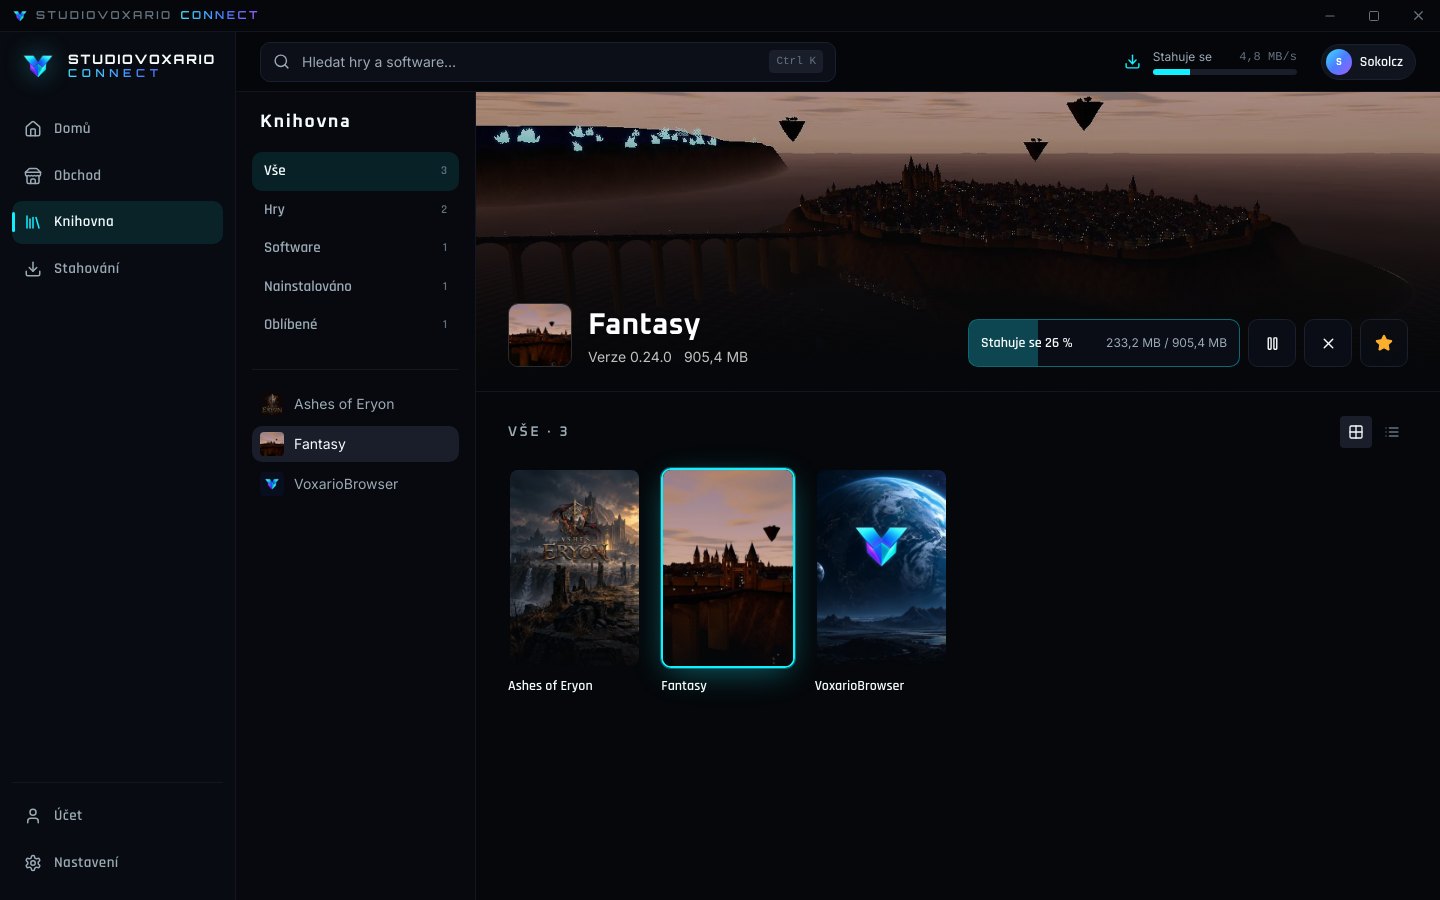 STUDIOVOXARIO CONNECT
STUDIOVOXARIO
CONNECT
Hledat hry a software...
Ctrl K
Stahuje se
4,8 MB/s
S
Sokolcz
Domů
Obchod
Knihovna
Stahování
Účet
Nastavení
Knihovna
Vše 3
Hry 2
Software 1
Nainstalováno 1
Oblíbené 1
Ashes of Eryon
Fantasy
VoxarioBrowser
Fantasy
Verze 0.24.0 905,4 MB
Stahuje se 26 % 233,2 MB / 905,4 MB
VŠE · 3
ASHES
ERYON
Ashes of Eryon
Fantasy
VoxarioBrowser